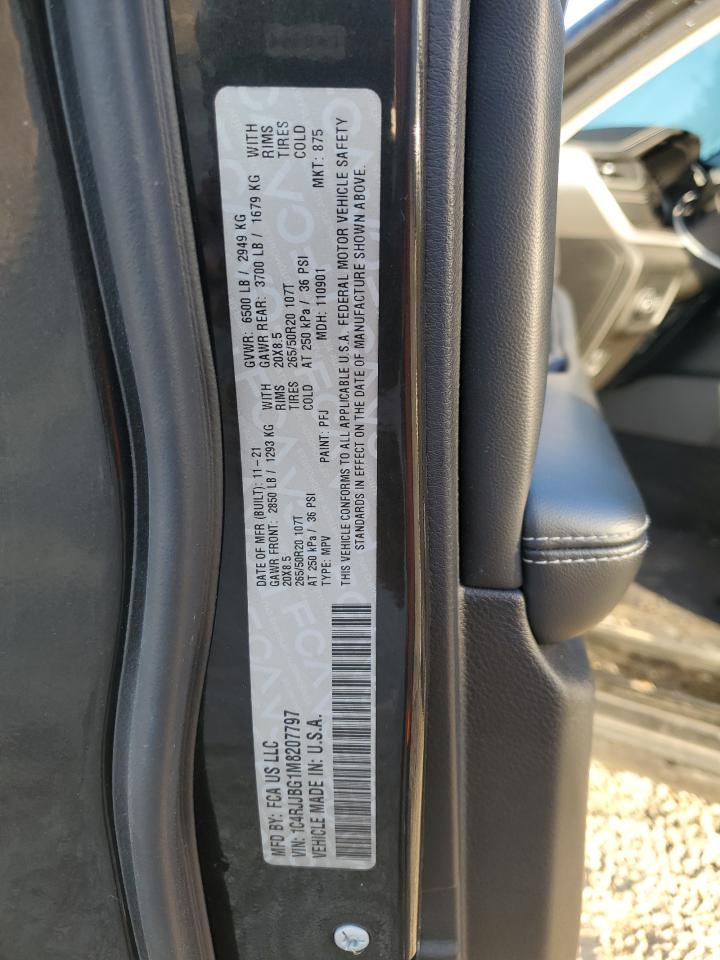 MFD BY: FCA US LLC
DATE OF MFR (BUILT): 11-21
GVWR: 6500 LB / 2949 KG
GAWR FRONT: 2850 LB / 1293 KG WITH
GAWR REAR: 3700 LB / 1679 KG WITH
20X8.5 RIMS
20X8.5 RIMS
265/50R20 107T TIRES
265/50R20 107T TIRES
AT 250 kPa / 36 PSI COLD
AT 250 kPa / 36 PSI COLD
VIN: 1C4RJJBG1M8207797
TYPE: MPV PAINT: PFJ MDH: 110901 MKT: 875
VEHICLE MADE IN: U.S.A.
THIS VEHICLE CONFORMS TO ALL APPLICABLE U.S.A. FEDERAL MOTOR VEHICLE SAFETY
STANDARDS IN EFFECT ON THE DATE OF MANUFACTURE SHOWN ABOVE.